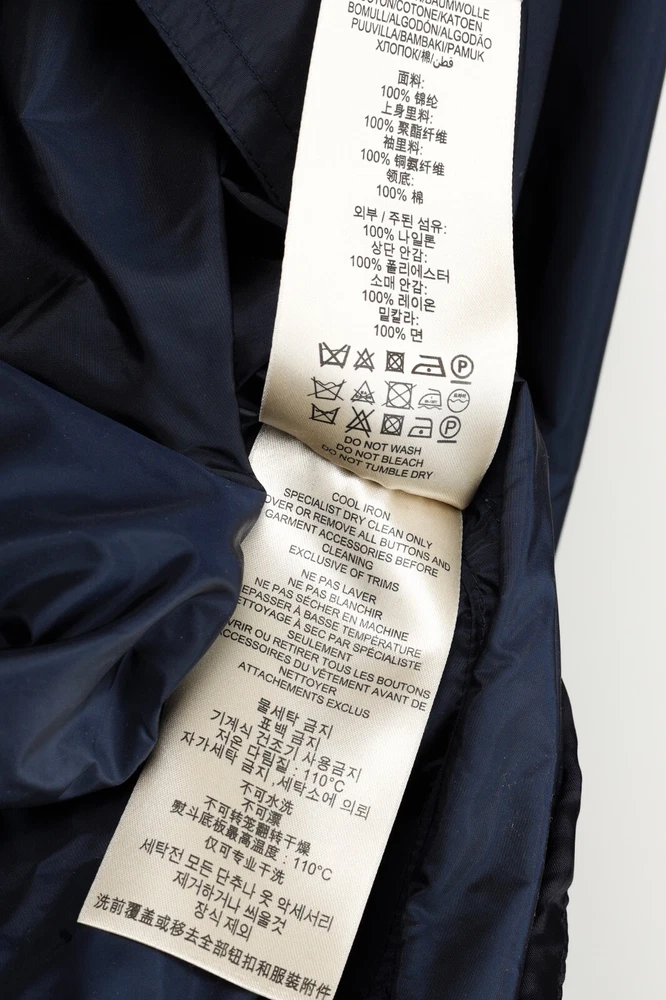 BOMULL/ALGODÓN/ALGODÃO
PUUVILLA/BAMBAKI/PAMUK
ХЛОПОК/棉/قطن
面料:
100% 锦纶
上身里料:
100% 聚酯纤维
袖里料:
100% 铜氨纤维
领底:
100% 棉
외부 / 주된 섬유:
100% 나일론
상단 안감:
100% 폴리에스터
소매 안감:
100% 레이온
밑칼라:
100% 면
DO NOT WASH
DO NOT BLEACH
DO NOT TUMBLE DRY
COOL IRON
SPECIALIST DRY CLEAN ONLY
OVER OR REMOVE ALL BUTTONS AND
GARMENT ACCESSORIES BEFORE
CLEANING
EXCLUSIVE OF TRIMS
NE PAS LAVER
NE PAS BLANCHIR
NE PAS SÉCHER EN MACHINE
EPASSER À BASSE TEMPÉRATURE
ETTOYAGE À SEC PAR SPÉCIALISTE
SEULEMENT
VRIR OU RETIRER TOUS LES BOUTONS
ACCESSOIRES DU VÊTEMENT AVANT DE
NETTOYER
ATTACHEMENTS EXCLUS
물세탁 금지
표백 금지
기계식 건조기 사용금지
저온 다림질 : 110°C
자가세탁 금지 ,세탁소에 의뢰
不可水洗
不可漂
不可转笼翻转干燥
熨斗底板最高温度 : 110°C
仅可专业干洗
세탁전 모든 단추나 옷 악세서리
제거하거나 씌울것
장식 제외
洗前覆盖或移去全部钮扣和服裝附件